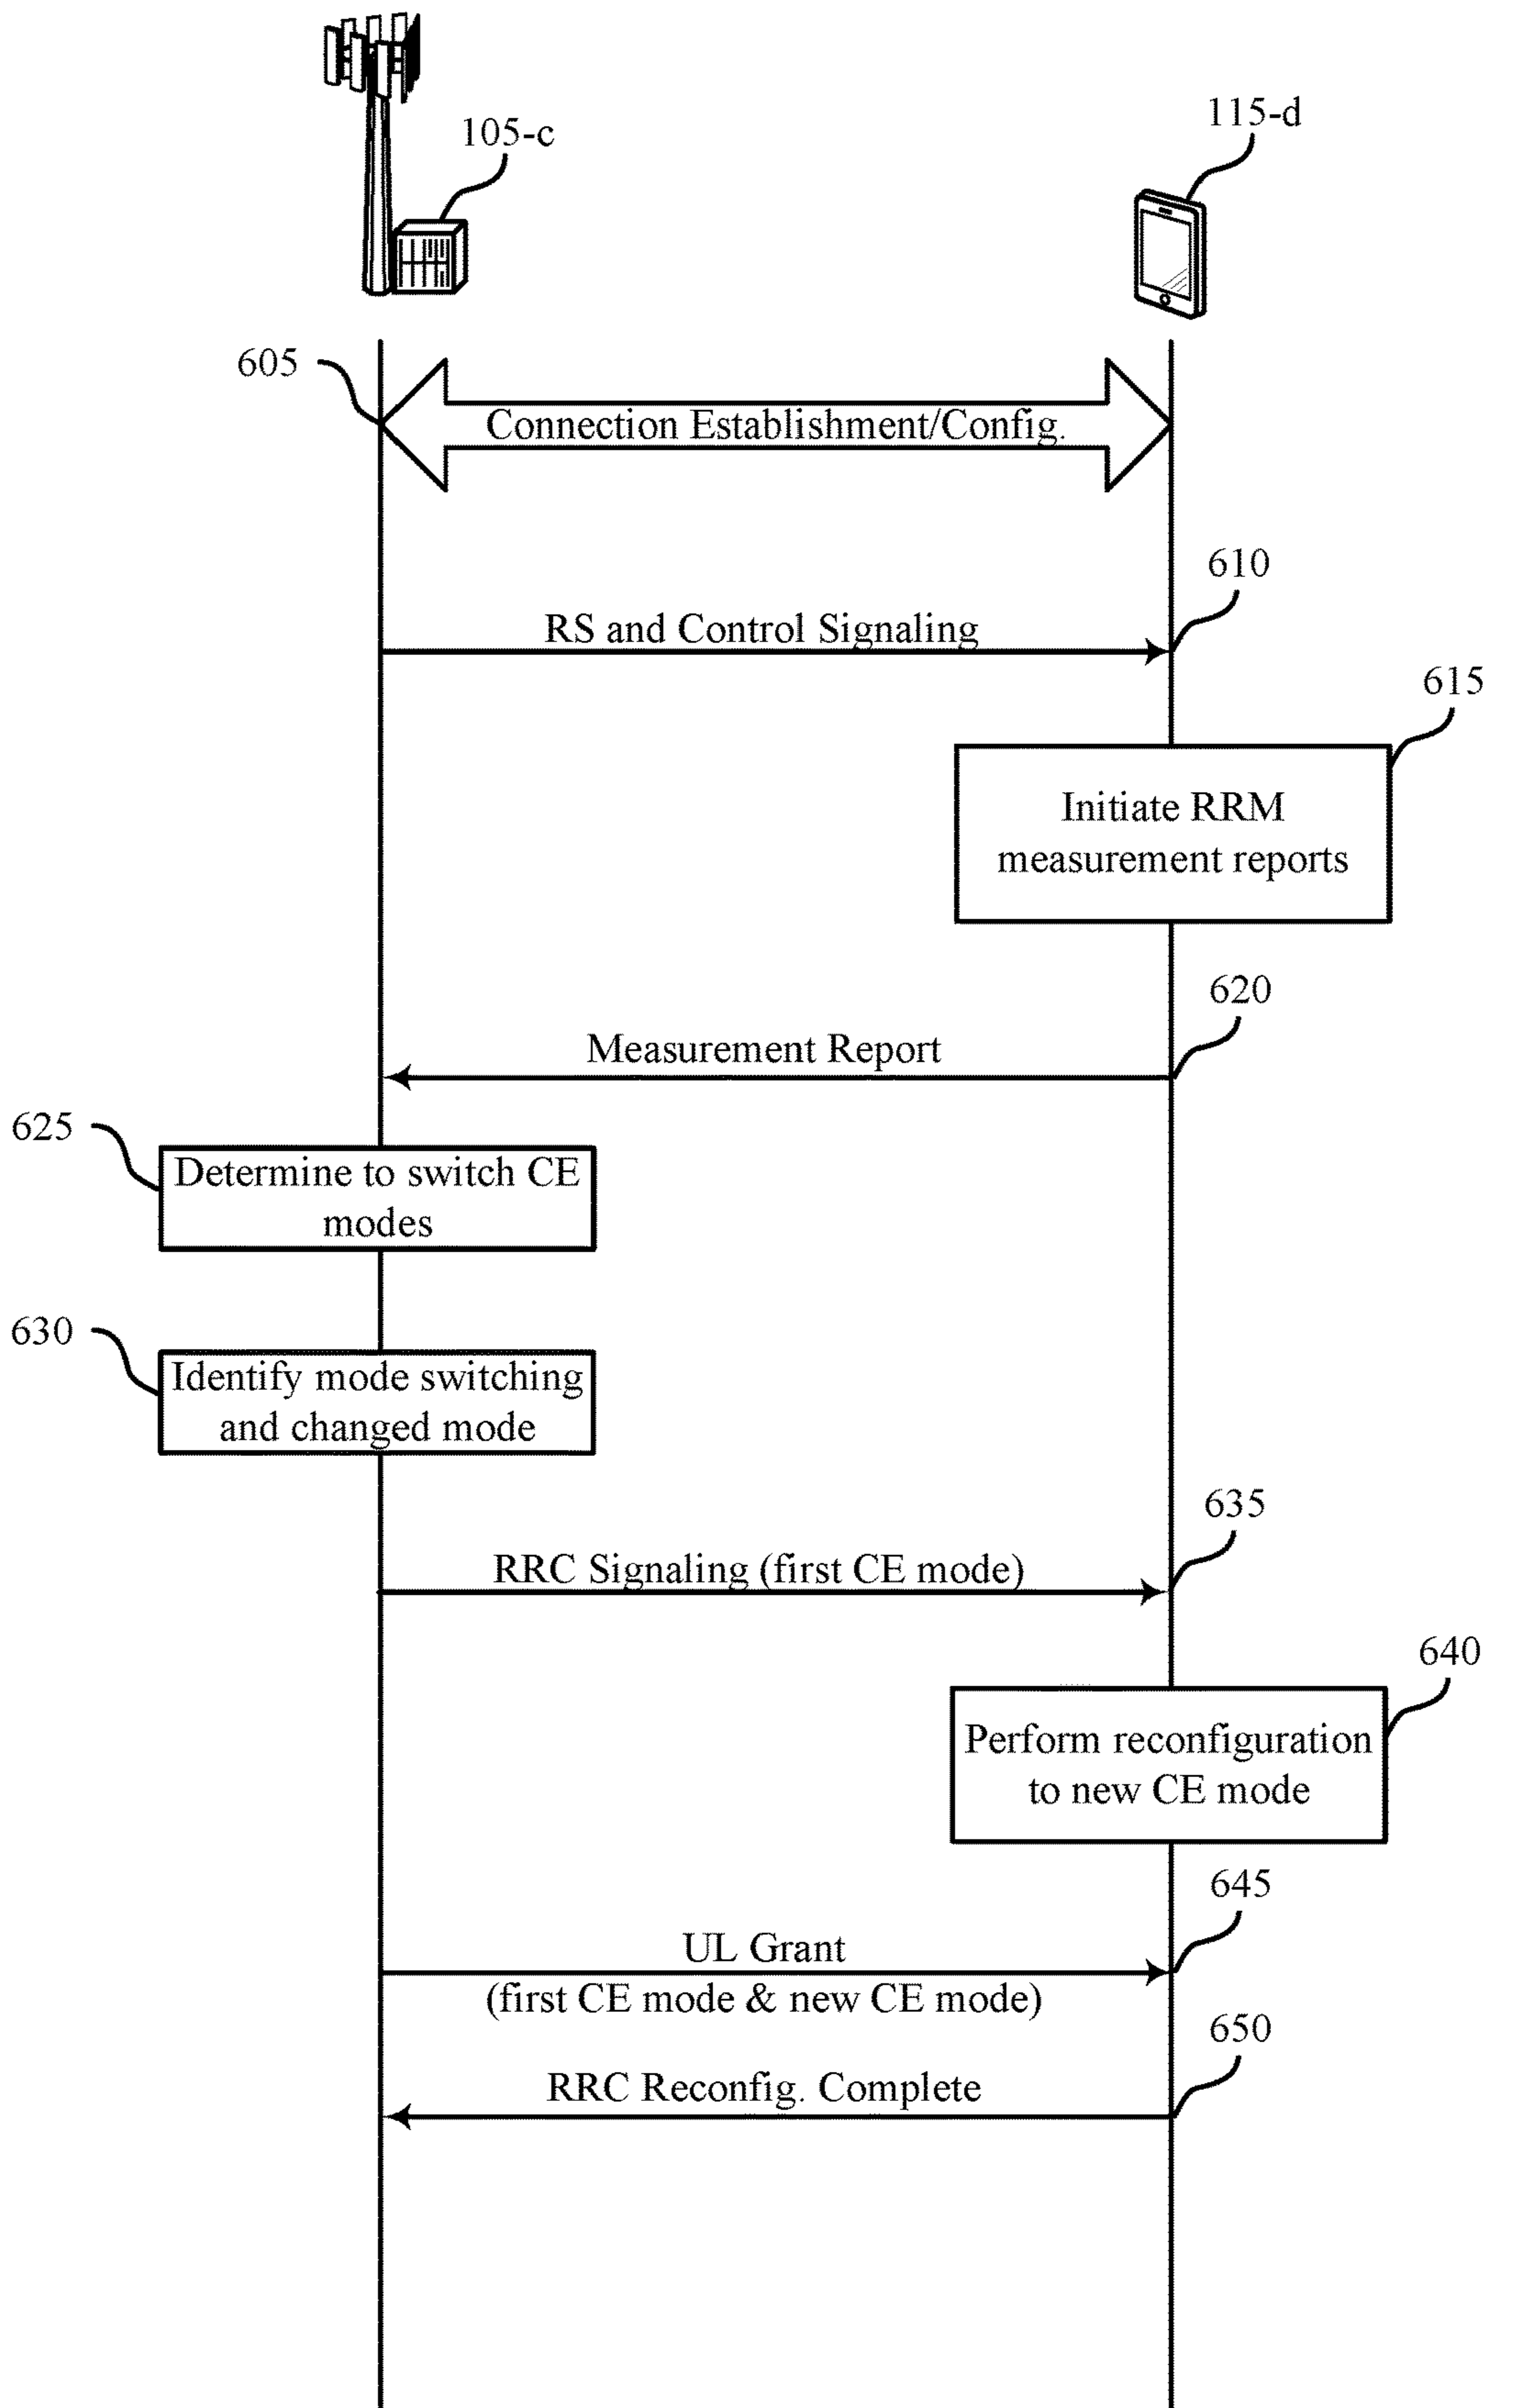 105-c
115-d
605
Connection Establishment/Config.
610
RS and Control Signaling
615
Initiate RRM
measurement reports
620
Measurement Report
625
Determine to switch CE
modes
630
Identify mode switching
and changed mode
635
RRC Signaling (first CE mode)
640
Perform reconfiguration
to new CE mode
645
UL Grant
(first CE mode & new CE mode)
650
RRC Reconfig. Complete